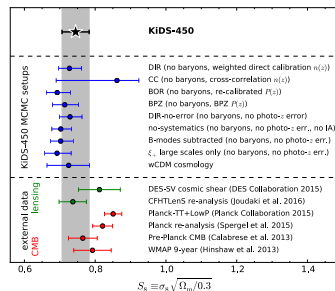 KiDS-450
KiDS-450 MCMC setups
DIR (no baryons, weighted direct calibration n(z))
CC (no baryons, cross-correlation n(z))
BOR (no baryons, re-calibrated P(z))
BPZ (no baryons, BPZ P(z))
DIR-no-error (no baryons, no photo-z error)
no-systematics (no baryons, no photo-z err., no IA)
B-modes subtracted (no baryons, no photo-z err.)
ξ₊ large scales only (no baryons, no photo-z err.)
wCDM cosmology
external data
lensing
DES-SV cosmic shear (DES Collaboration 2015)
CFHTLenS re-analysis (Joudaki et al. 2016)
CMB
Planck-TT+LowP (Planck Collaboration 2015)
Planck re-analysis (Spergel et al. 2015)
Pre-Planck CMB (Calabrese et al. 2013)
WMAP 9-year (Hinshaw et al. 2013)
0,6 0,8 1,0 1,2 1,4
S₈ ≡ σ₈√Ωₘ/0.3